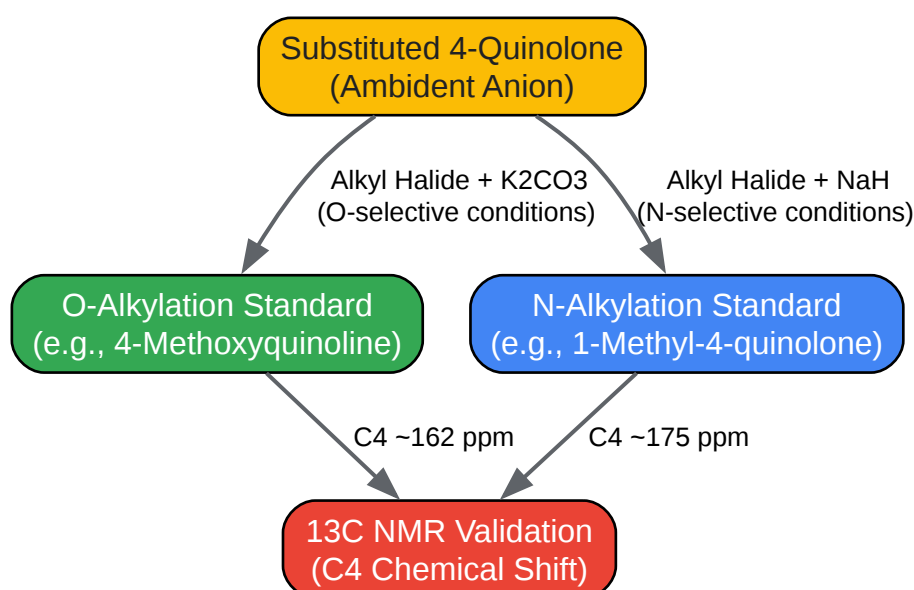 Substituted 4-Quinolone
(Ambident Anion)
Alkyl Halide + K2CO3
(O-selective conditions)
Alkyl Halide + NaH
(N-selective conditions)
O-Alkylation Standard
(e.g., 4-Methoxyquinoline)
N-Alkylation Standard
(e.g., 1-Methyl-4-quinolone)
C4 ~162 ppm
C4 ~175 ppm
13C NMR Validation
(C4 Chemical Shift)